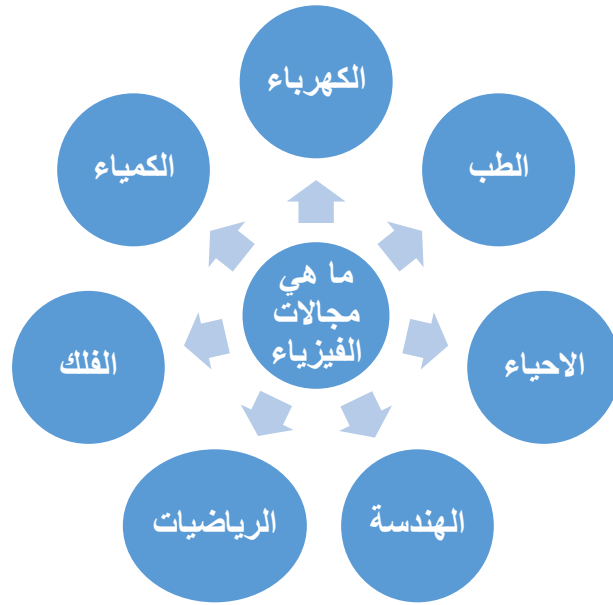 ما هي
مجالات
الفيزياء
الكهرباء
الطب
الاحياء
الهندسة
الرياضيات
الفلك
الكمياء